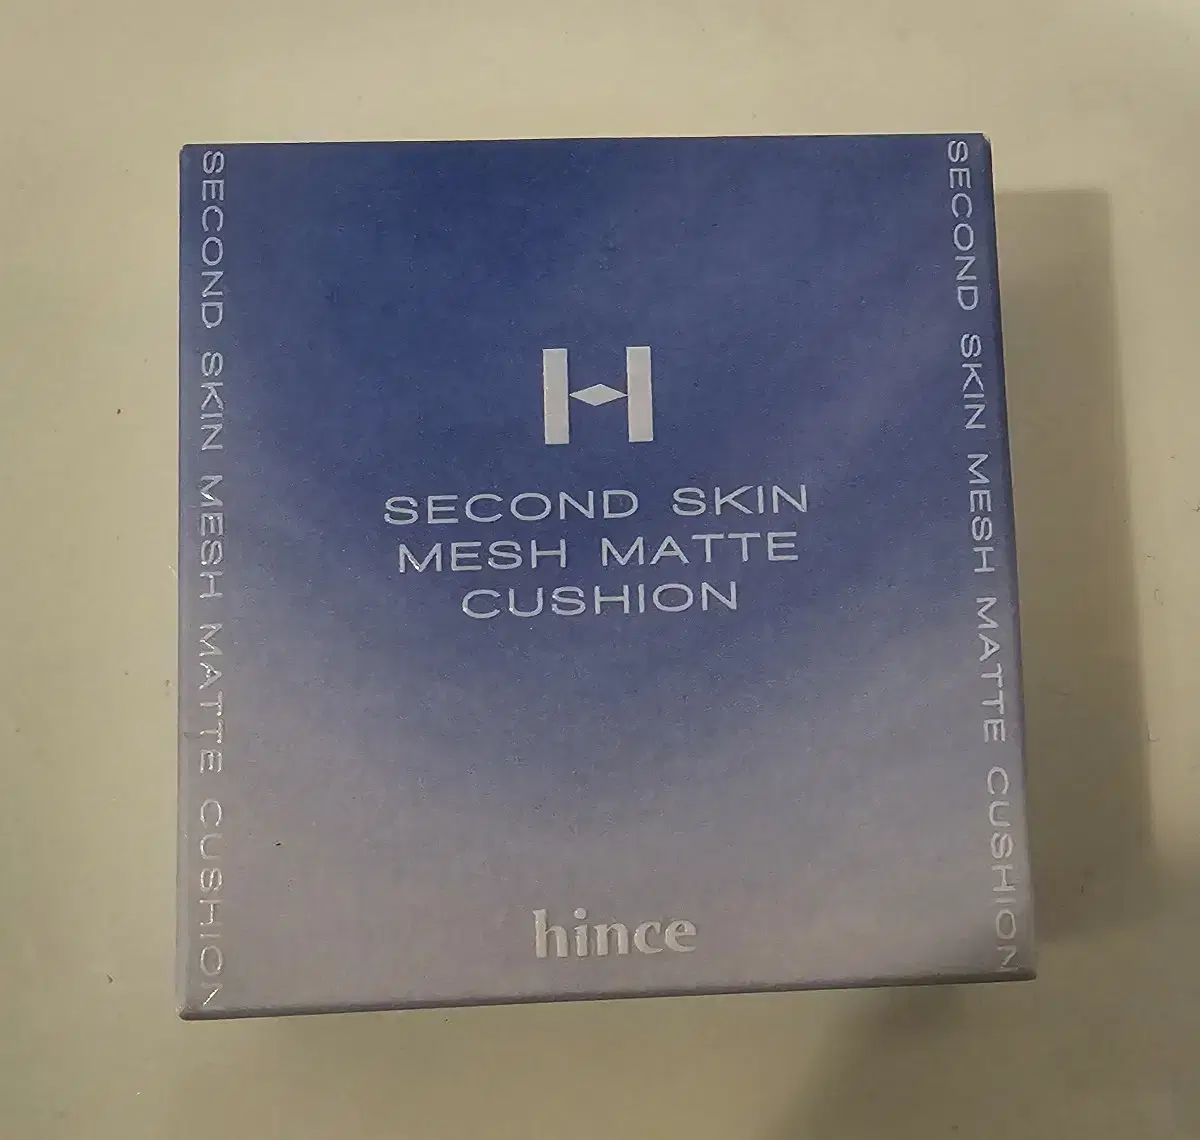 SECOND SKIN MESH MATTE CUSHION
H
SECOND SKIN
MESH MATTE
CUSHION
hince
SECOND SKIN MESH MATTE CUSHION